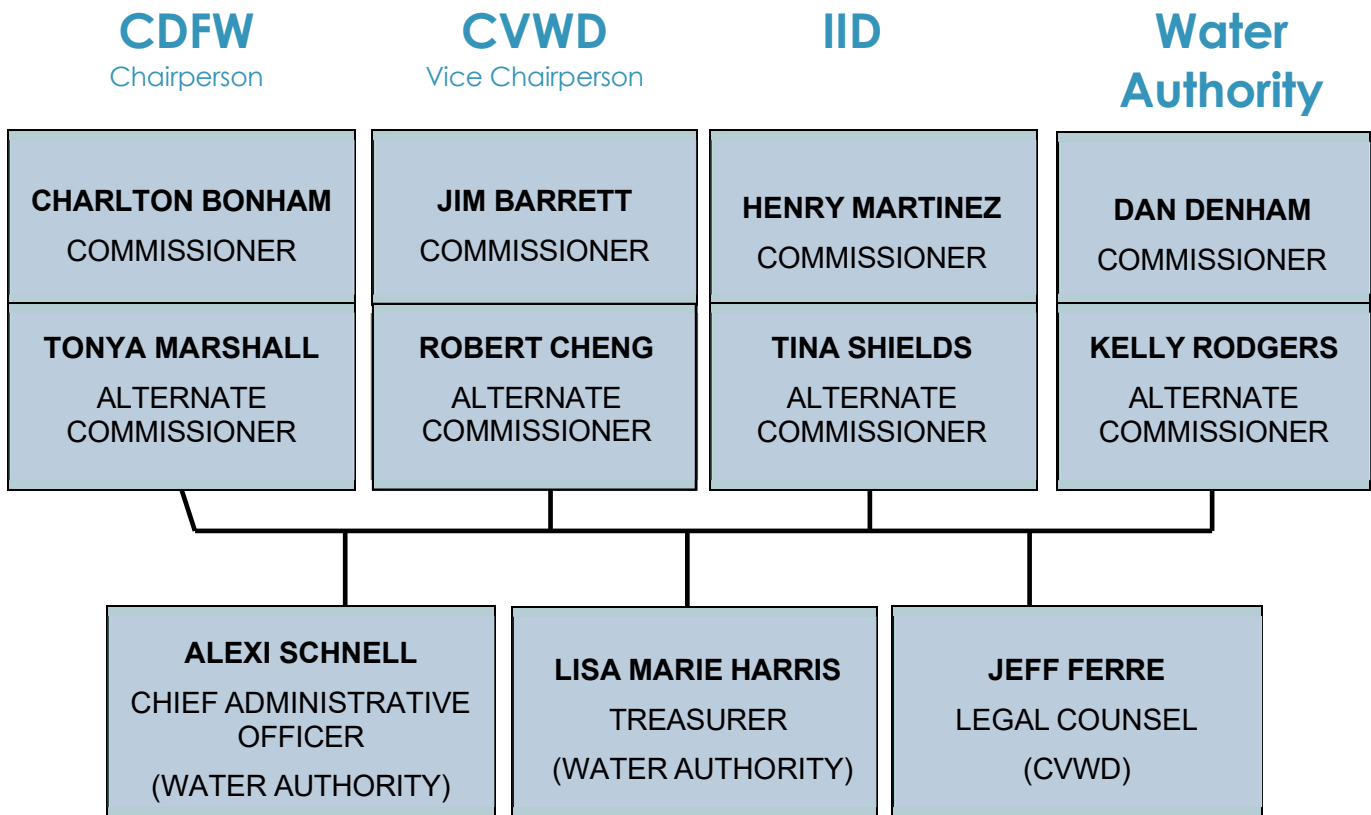 CDFW
Chairperson
CVWD
Vice Chairperson
IID
Water
Authority
CHARLTON BONHAM
COMMISSIONER
JIM BARRETT
COMMISSIONER
HENRY MARTINEZ
COMMISSIONER
DAN DENHAM
COMMISSIONER
TONYA MARSHALL
ALTERNATE
COMMISSIONER
ROBERT CHENG
ALTERNATE
COMMISSIONER
TINA SHIELDS
ALTERNATE
COMMISSIONER
KELLY RODGERS
ALTERNATE
COMMISSIONER
ALEXI SCHNELL
CHIEF ADMINISTRATIVE
OFFICER
(WATER AUTHORITY)
LISA MARIE HARRIS
TREASURER
(WATER AUTHORITY)
JEFF FERRE
LEGAL COUNSEL
(CVWD)